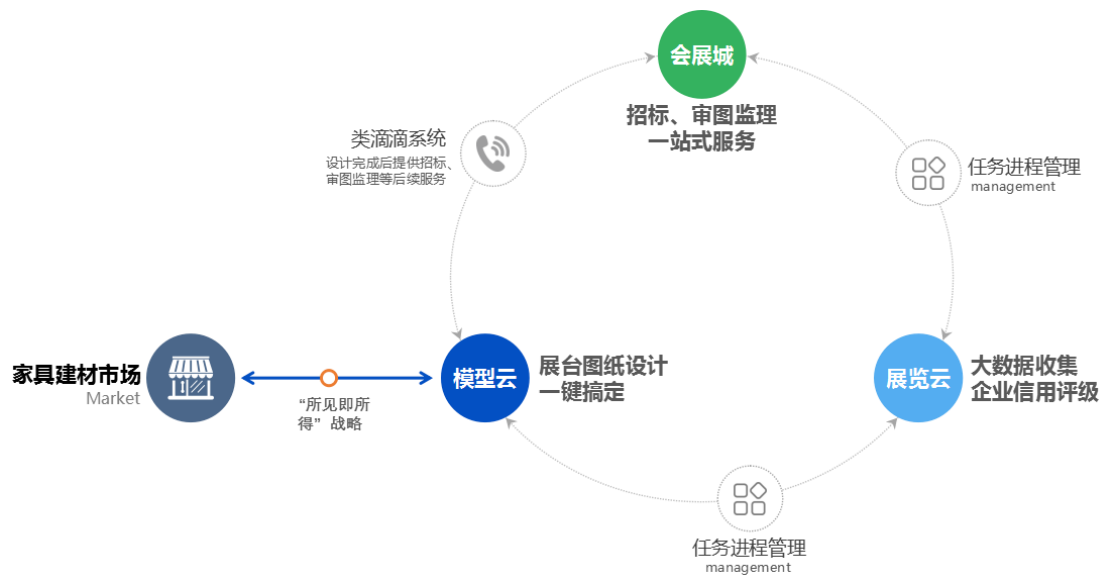 会展城
招标、审图监理
一站式服务
类滴滴系统
设计完成后提供招标、
审图监理等后续服务
任务进程管理
management
家具建材市场
Market
“所见即所
得”战略
模型云
展台图纸设计
一键搞定
展览云
大数据收集
企业信用评级
任务进程管理
management